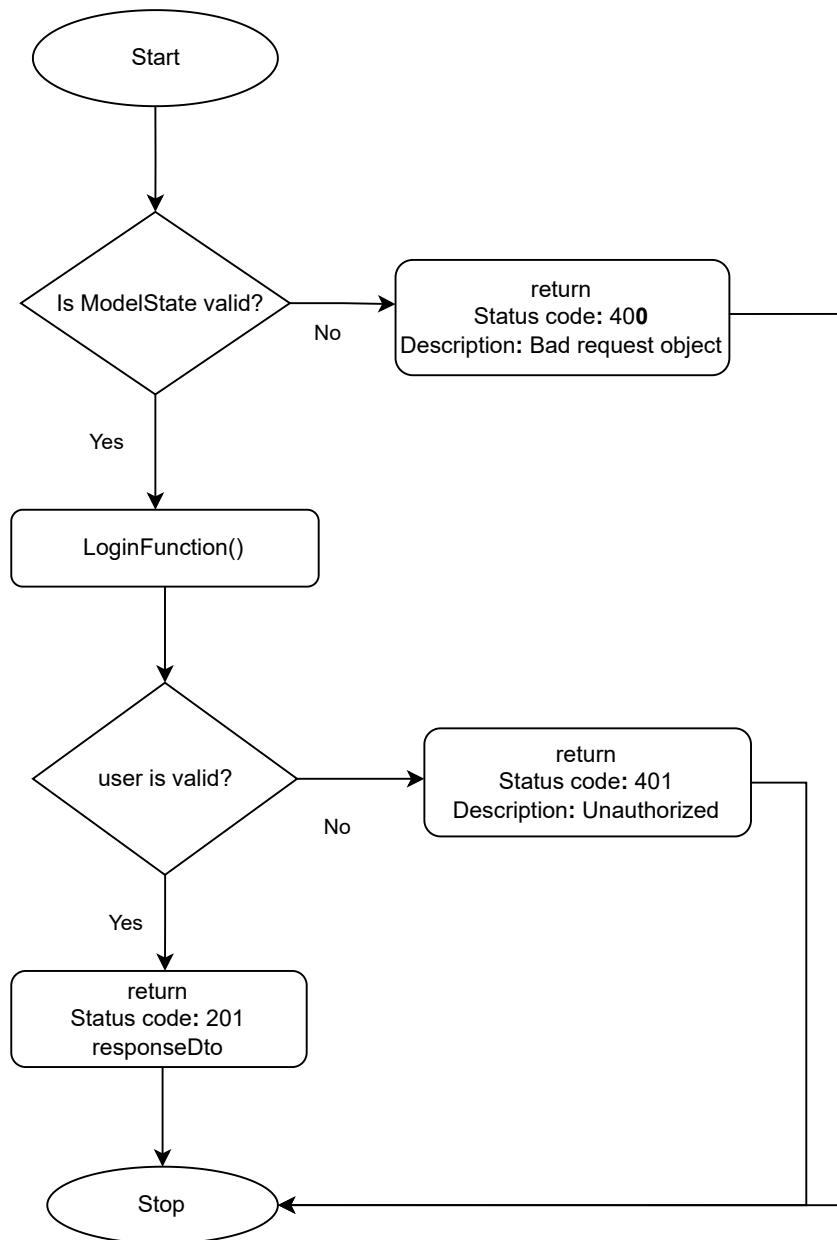 Start
Is ModelState valid?
No
return
Status code: 400
Description: Bad request object
Yes
LoginFunction()
user is valid?
No
return
Status code: 401
Description: Unauthorized
Yes
return
Status code: 201
responseDto
Stop